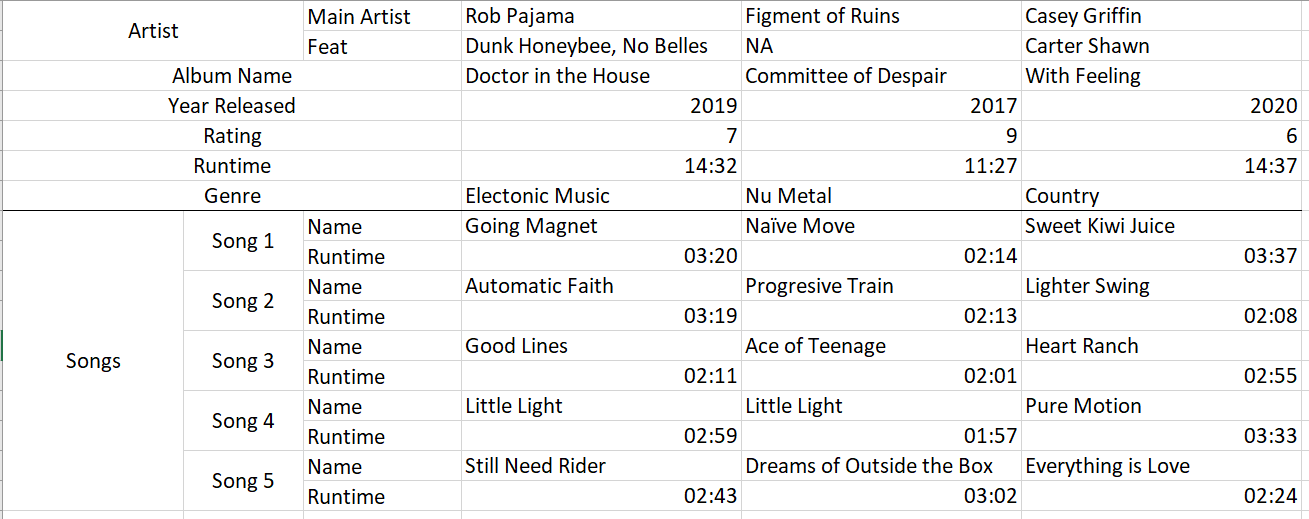 Artist Main Artist Rob Pajama Figment of Ruins Casey Griffin
Feat Dunk Honeybee, No Belles NA Carter Shawn
Album Name Doctor in the House Committee of Despair With Feeling
Year Released 2019 2017 2020
Rating 7 9 6
Runtime 14:32 11:27 14:37
Genre Electonic Music Nu Metal Country
Songs Song 1 Name Going Magnet Naïve Move Sweet Kiwi Juice
Runtime 03:20 02:14 03:37
Song 2 Name Automatic Faith Progresive Train Lighter Swing
Runtime 03:19 02:13 02:08
Song 3 Name Good Lines Ace of Teenage Heart Ranch
Runtime 02:11 02:01 02:55
Song 4 Name Little Light Little Light Pure Motion
Runtime 02:59 01:57 03:33
Song 5 Name Still Need Rider Dreams of Outside the Box Everything is Love
Runtime 02:43 03:02 02:24